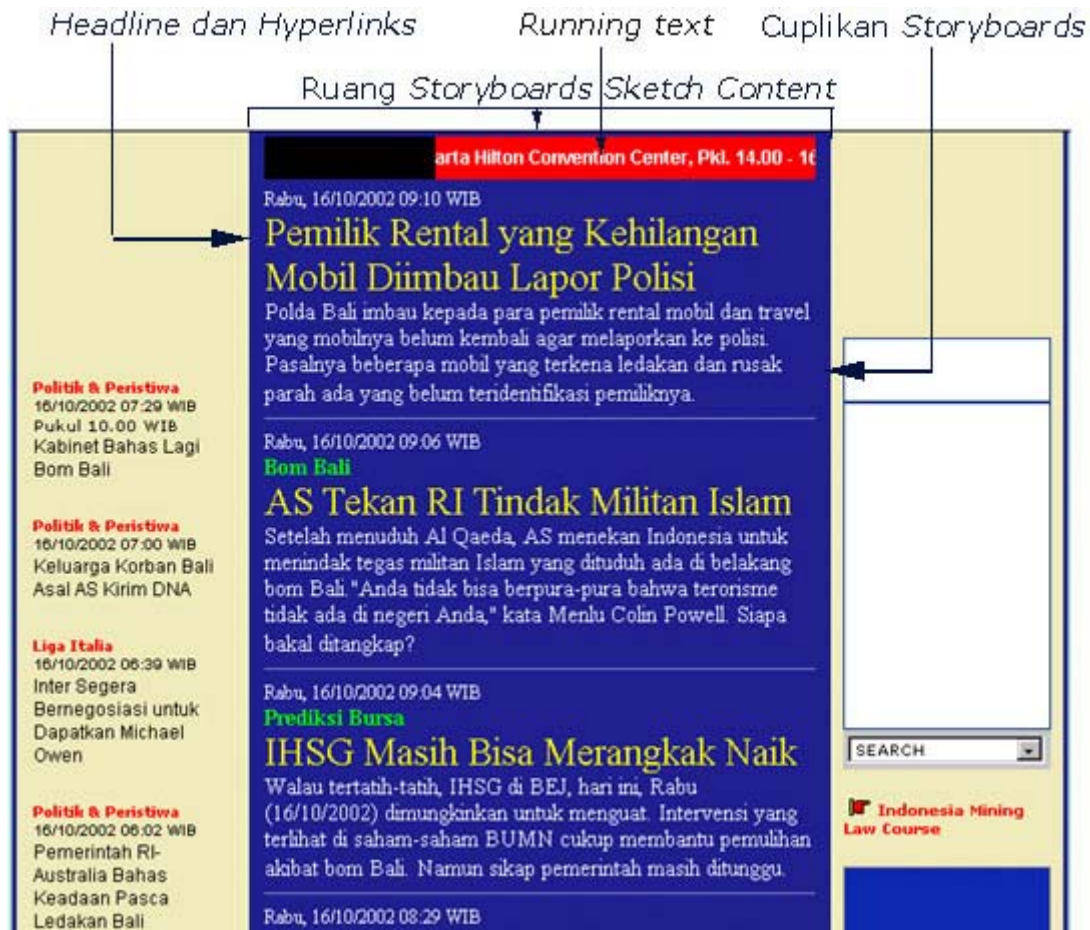 Headline dan Hyperlinks
Running text
Cuplikan Storyboards
Ruang Storyboards Sketch Content
arta Hilton Convention Center, Pkl. 14.00 - 16
Rabu, 16/10/2002 09:10 WIB
Pemilik Rental yang Kehilangan
Mobil Diimbau Lapor Polisi
Polda Bali imbau kepada para pemilik rental mobil dan travel
yang mobilnya belum kembali agar melaporkan ke polisi.
Pasalnya beberapa mobil yang terkena ledakan dan rusak
parah ada yang belum teridentifikasi pemiliknya.
Rabu, 16/10/2002 09:06 WIB
Bom Bali
AS Tekan RI Tindak Militan Islam
Setelah menuduh Al Qaeda, AS menekan Indonesia untuk
menindak tegas militan Islam yang dituduh ada di belakang
bom Bali."Anda tidak bisa berpura-pura bahwa terorisme
tidak ada di negeri Anda," kata Menlu Colin Powell. Siapa
bakal ditangkap?
Rabu, 16/10/2002 09:04 WIB
Prediksi Bursa
IHSG Masih Bisa Merangkak Naik
Walau tertatih-tatih, IHSG di BEJ, hari ini, Rabu
(16/10/2002) dimungkinkan untuk menguat. Intervensi yang
terlihat di saham-saham BUMN cukup membantu pemulihan
akibat bom Bali. Namun sikap pemerintah masih ditunggu.
Rabu, 16/10/2002 08:29 WIB
Politik & Peristiwa
16/10/2002 07:29 WIB
Pukul 10.00 WIB
Kabinet Bahas Lagi
Bom Bali
Politik & Peristiwa
16/10/2002 07:00 WIB
Keluarga Korban Bali
Asal AS Kirim DNA
Liga Italia
16/10/2002 06:39 WIB
Inter Segera
Bernegosiasi untuk
Dapatkan Michael
Owen
Politik & Peristiwa
16/10/2002 06:02 WIB
Pemerintah RI-
Australia Bahas
Keadaan Pasca
Ledakan Bali
SEARCH
Indonesia Mining
Law Course